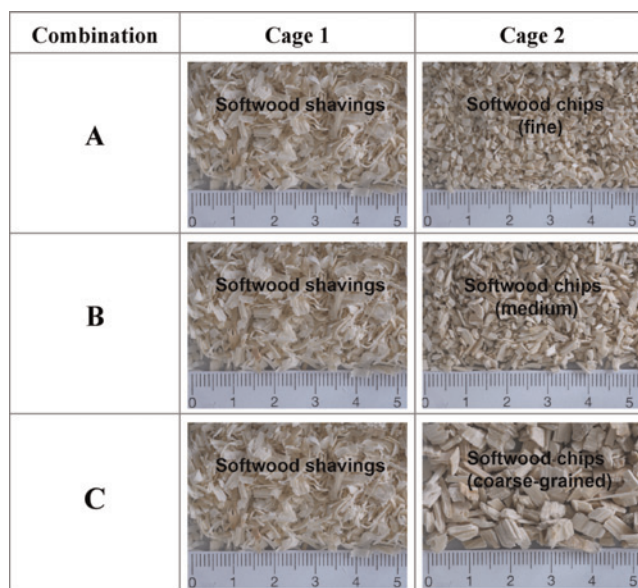 Combination Cage 1 Cage 2
A
Softwood shavings
0 1 2 3 4 5
Softwood chips
(fine)
0 1 2 3 4 5
B
Softwood shavings
0 1 2 3 4 5
Softwood chips
(medium)
0 1 2 3 4 5
C
Softwood shavings
0 1 2 3 4 5
Softwood chips
(coarse-grained)
0 1 2 3 4 5